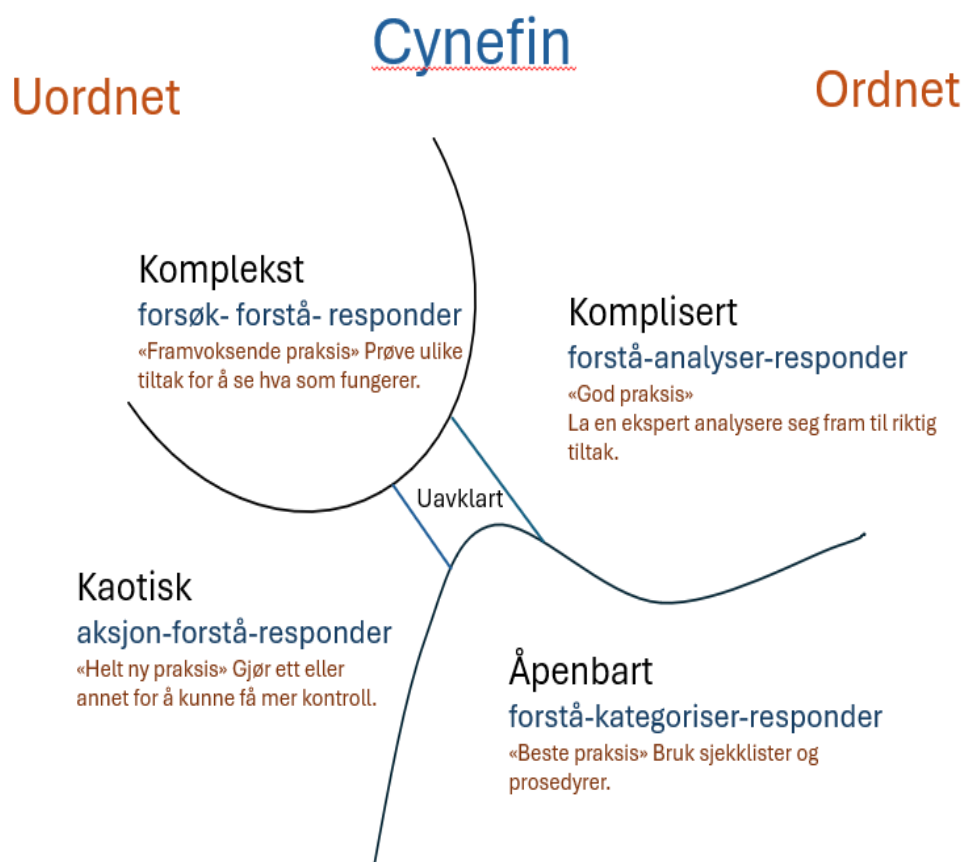 Cynefin
Uordnet
Ordnet
Komplekst
forsøk- forstå- responder
«Framvoksende praksis» Prøve ulike
tiltak for å se hva som fungerer.
Komplisert
forstå-analyser-responder
«God praksis»
La en ekspert analysere seg fram til riktig
tiltak.
Uavklart
Kaotisk
aksjon-forstå-responder
«Helt ny praksis» Gjør ett eller
annet for å kunne få mer kontroll.
Åpenbart
forstå-kategoriser-responder
«Beste praksis» Bruk sjekklister og
prosedyrer.